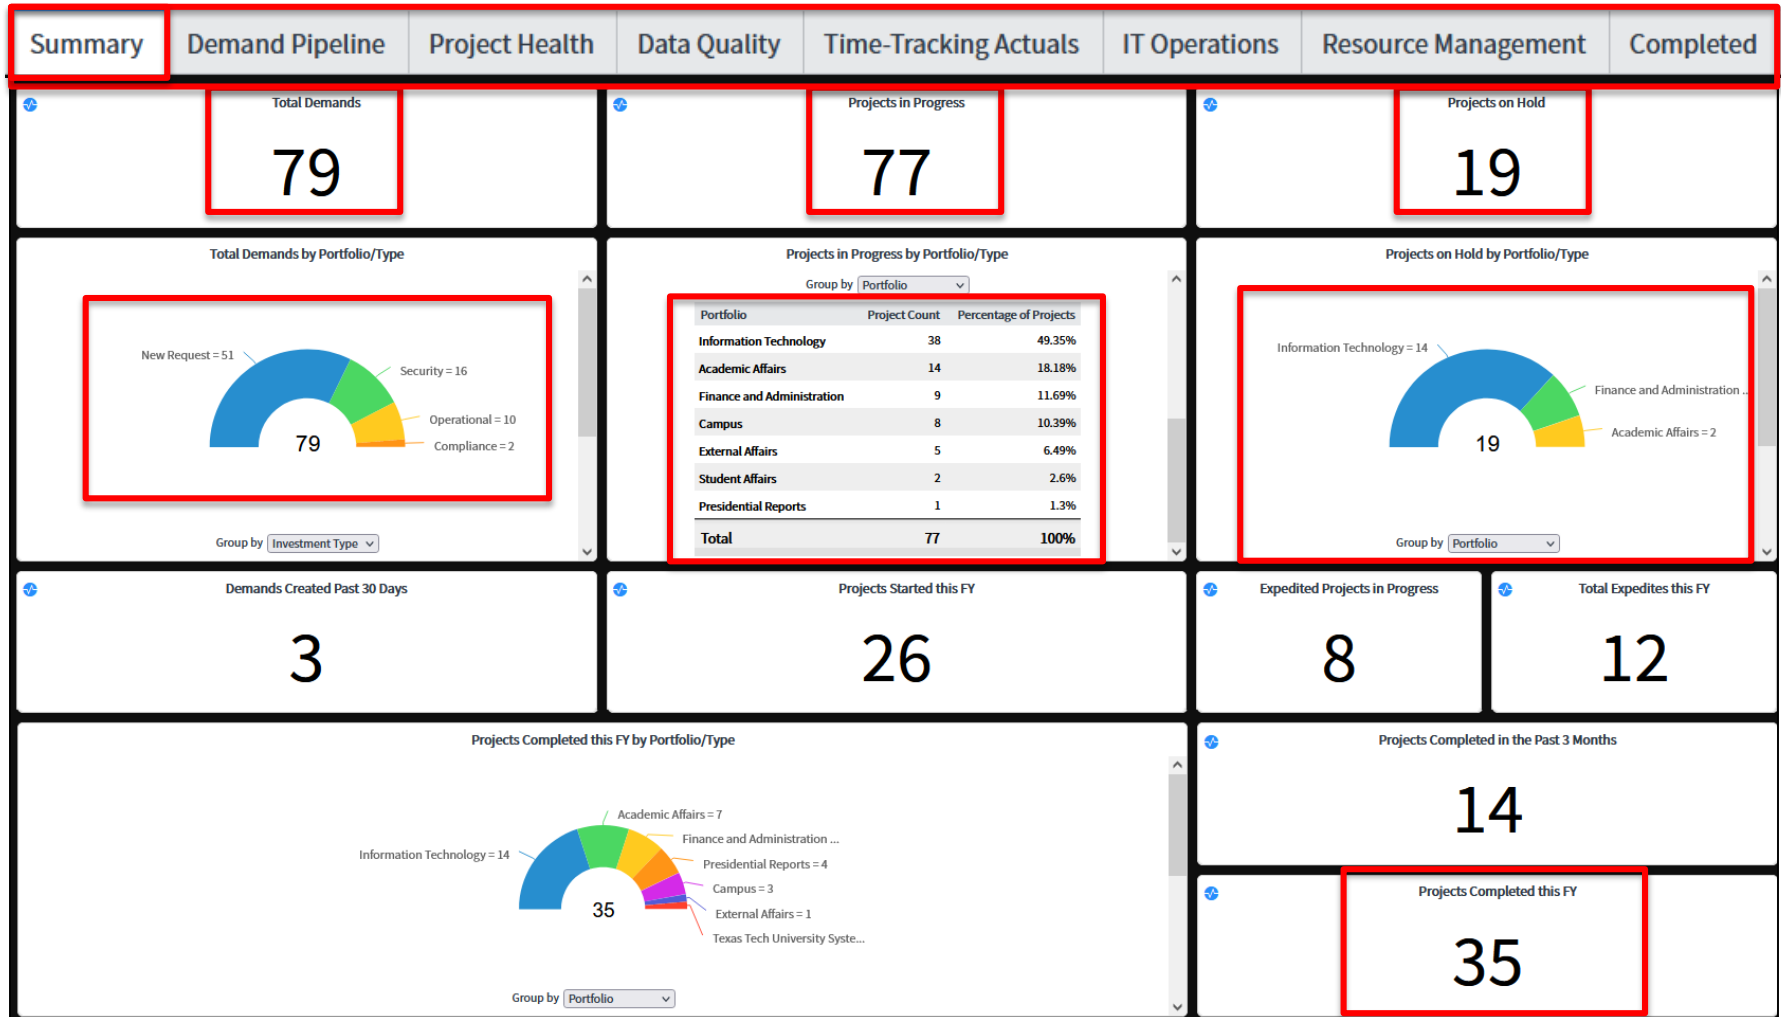 Summary Demand Pipeline Project Health Data Quality Time-Tracking Actuals IT Operations Resource Management Completed
Total Demands
79
Projects in Progress
77
Projects on Hold
19
Total Demands by Portfolio/Type
New Request = 51
Security = 16
Operational = 10
Compliance = 2
79
Group by Investment Type
Projects in Progress by Portfolio/Type
Group by Portfolio
Portfolio Project Count Percentage of Projects
Information Technology 38 49.35%
Academic Affairs 14 18.18%
Finance and Administration 9 11.69%
Campus 8 10.39%
External Affairs 5 6.49%
Student Affairs 2 2.6%
Presidential Reports 1 1.3%
Total 77 100%
Projects on Hold by Portfolio/Type
Information Technology = 14
Finance and Administration ...
Academic Affairs = 2
19
Group by Portfolio
Demands Created Past 30 Days
3
Projects Started this FY
26
Expedited Projects in Progress
8
Total Expedites this FY
12
Projects Completed this FY by Portfolio/Type
Academic Affairs = 7
Finance and Administration ...
Information Technology = 14
Presidential Reports = 4
Campus = 3
External Affairs = 1
Texas Tech University Syste...
35
Group by Portfolio
Projects Completed in the Past 3 Months
14
Projects Completed this FY
35